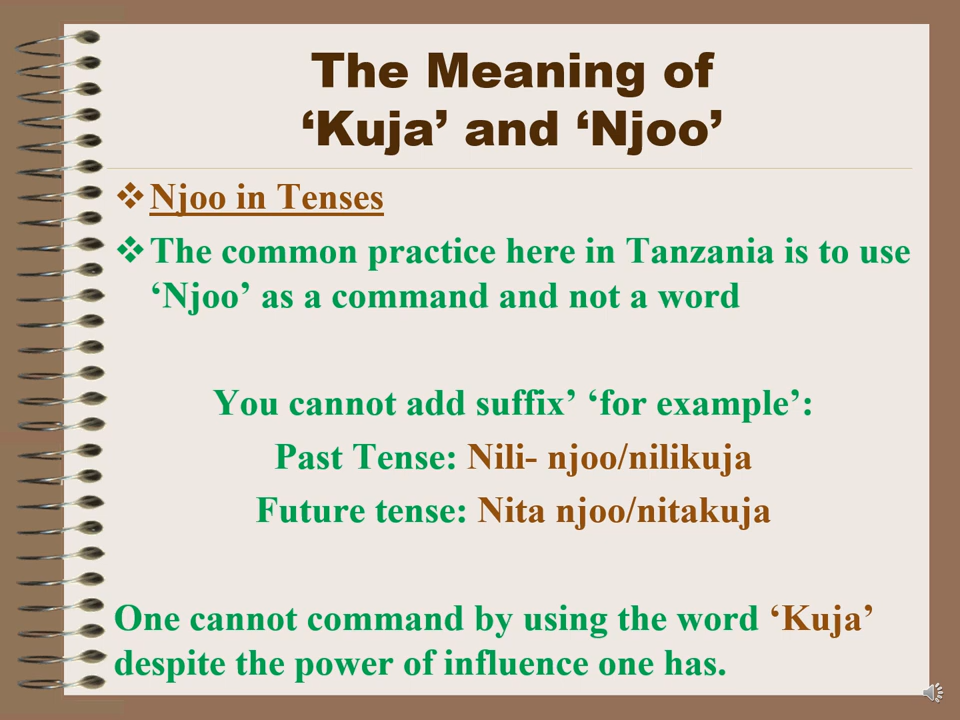 The Meaning of
‘Kuja’ and ‘Njoo’
Njoo in Tenses
The common practice here in Tanzania is to use
‘Njoo’ as a command and not a word
You cannot add suffix’ ‘for example’:
Past Tense: Nili- njoo/nilikuja
Future tense: Nita njoo/nitakuja
One cannot command by using the word ‘Kuja’
despite the power of influence one has.